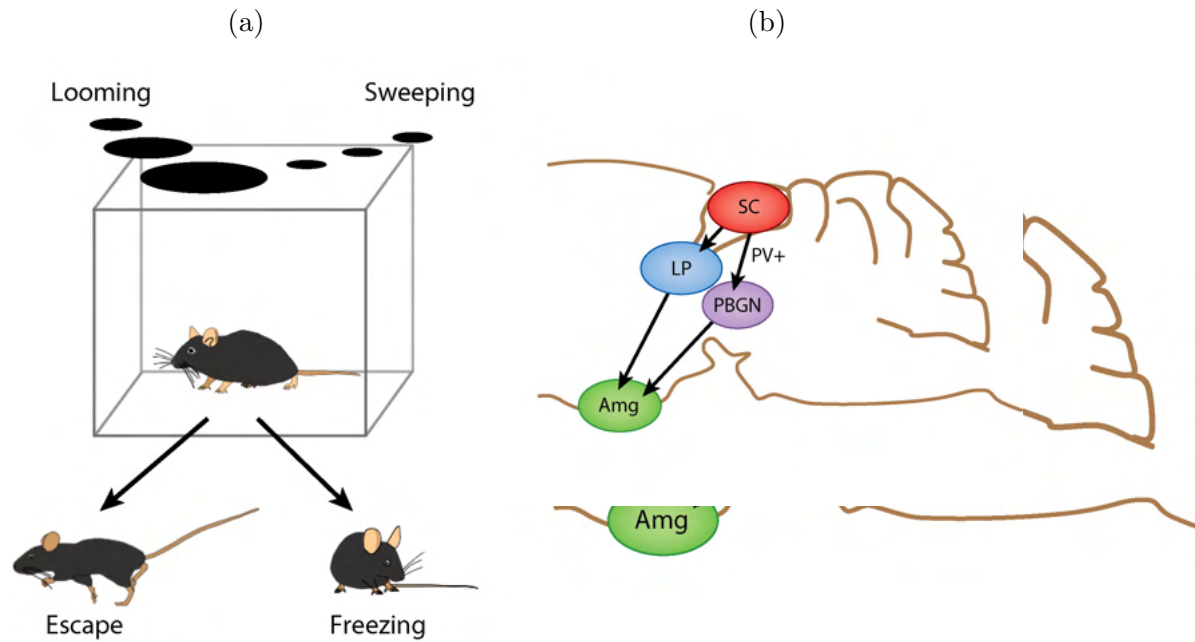 (a)
(b)
Looming
Sweeping
SC
LP
PV+
PBGN
Amg
Amg
Escape
Freezing